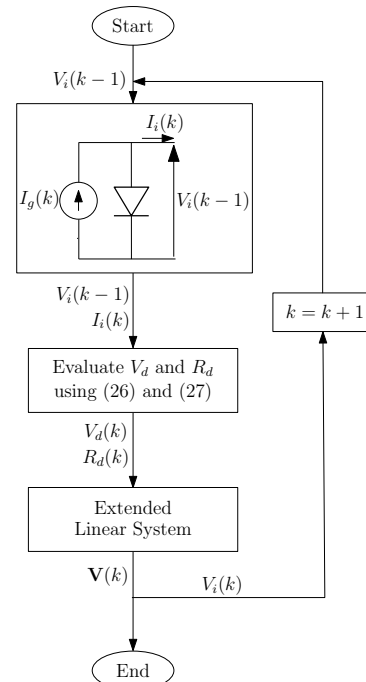 Start
V_i(k−1)
I_i(k)
I_g(k)
V_i(k−1)
V_i(k−1)
I_i(k)
k = k + 1
Evaluate V_d and R_d
using (26) and (27)
V_d(k)
R_d(k)
Extended
Linear System
V(k)
V_i(k)
End